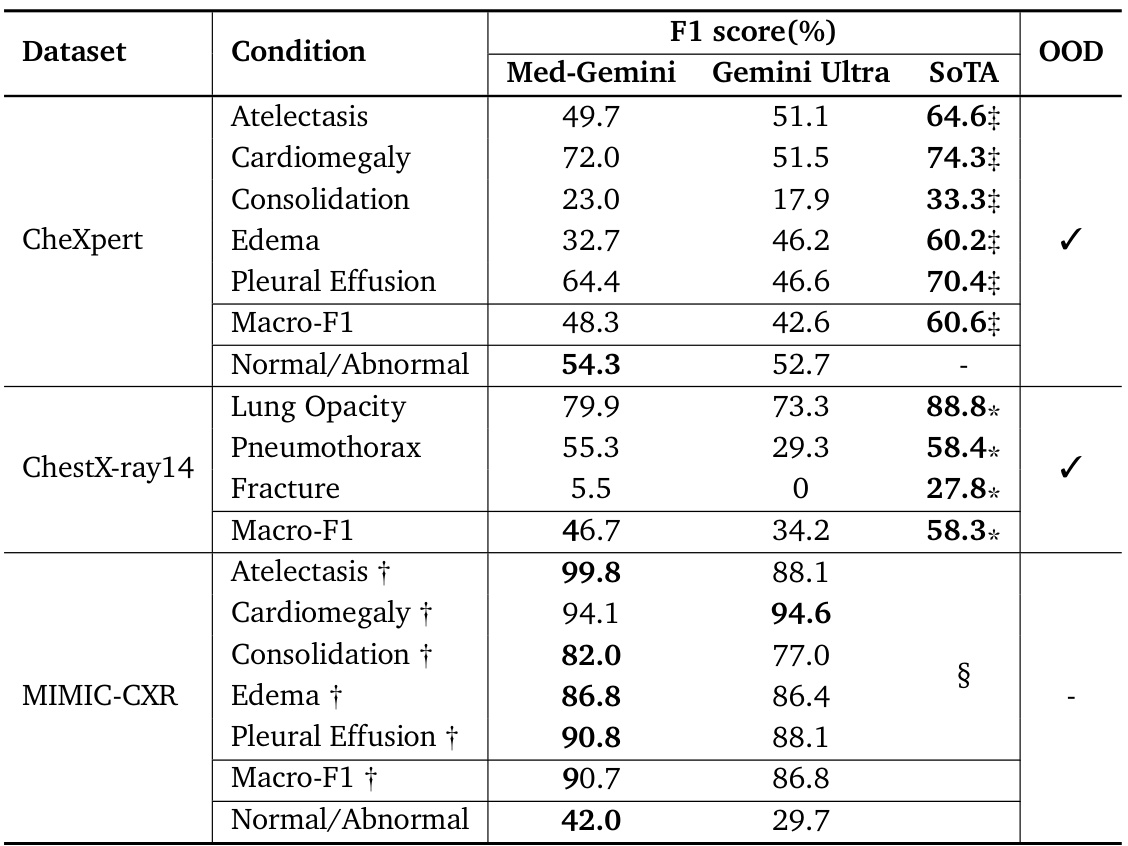 Dataset Condition F1 score(%) OOD
Med-Gemini Gemini Ultra SoTA
CheXpert Atelectasis 49.7 51.1 64.6‡ ✓
Cardiomegaly 72.0 51.5 74.3‡
Consolidation 23.0 17.9 33.3‡
Edema 32.7 46.2 60.2‡
Pleural Effusion 64.4 46.6 70.4‡
Macro-F1 48.3 42.6 60.6‡
Normal/Abnormal 54.3 52.7 -
ChestX-ray14 Lung Opacity 79.9 73.3 88.8* ✓
Pneumothorax 55.3 29.3 58.4*
Fracture 5.5 0 27.8*
Macro-F1 46.7 34.2 58.3*
MIMIC-CXR Atelectasis † 99.8 88.1 § -
Cardiomegaly † 94.1 94.6
Consolidation † 82.0 77.0
Edema † 86.8 86.4
Pleural Effusion † 90.8 88.1
Macro-F1 † 90.7 86.8
Normal/Abnormal 42.0 29.7